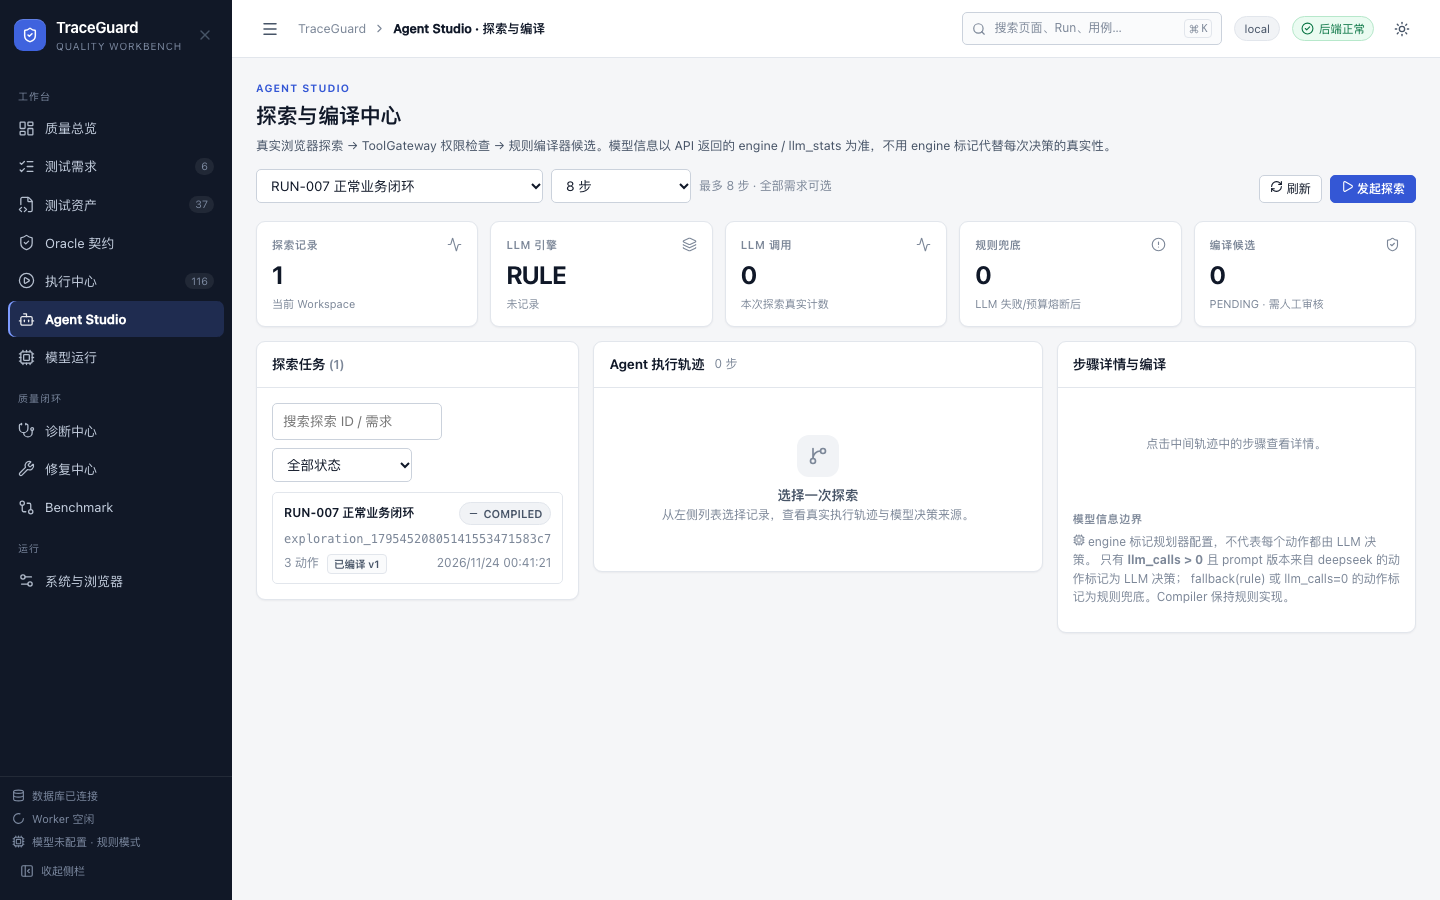 TraceGuard
QUALITY WORKBENCH
工作台
质量总览
测试需求 6
测试资产 37
Oracle 契约
执行中心 116
Agent Studio
模型运行
质量闭环
诊断中心
修复中心
Benchmark
运行
系统与浏览器
数据库已连接
Worker 空闲
模型未配置 · 规则模式
收起侧栏
TraceGuard > Agent Studio · 探索与编译
搜索页面、Run、用例... ⌘ K
local
后端正常
AGENT STUDIO
探索与编译中心
真实浏览器探索 → ToolGateway 权限检查 → 规则编译器候选。模型信息以 API 返回的 engine / llm_stats 为准，不用 engine 标记代替每次决策的真实性。
RUN-007 正常业务闭环
8 步
最多 8 步 · 全部需求可选
刷新
发起探索
探索记录
1
当前 Workspace
LLM 引擎
RULE
未记录
LLM 调用
0
本次探索真实计数
规则兜底
0
LLM 失败/预算熔断后
编译候选
0
PENDING · 需人工审核
探索任务 (1)
搜索探索 ID / 需求
全部状态
RUN-007 正常业务闭环 — COMPILED
exploration_17954520805141553471583c7
3 动作 已编译 v1 2026/11/24 00:41:21
Agent 执行轨迹 0 步
选择一次探索
从左侧列表选择记录，查看真实执行轨迹与模型决策来源。
步骤详情与编译
点击中间轨迹中的步骤查看详情。
模型信息边界
engine 标记规划器配置，不代表每个动作都由 LLM 决
策。 只有 llm_calls > 0 且 prompt 版本来自 deepseek 的动
作标记为 LLM 决策； fallback(rule) 或 llm_calls=0 的动作标
记为规则兜底。Compiler 保持规则实现。